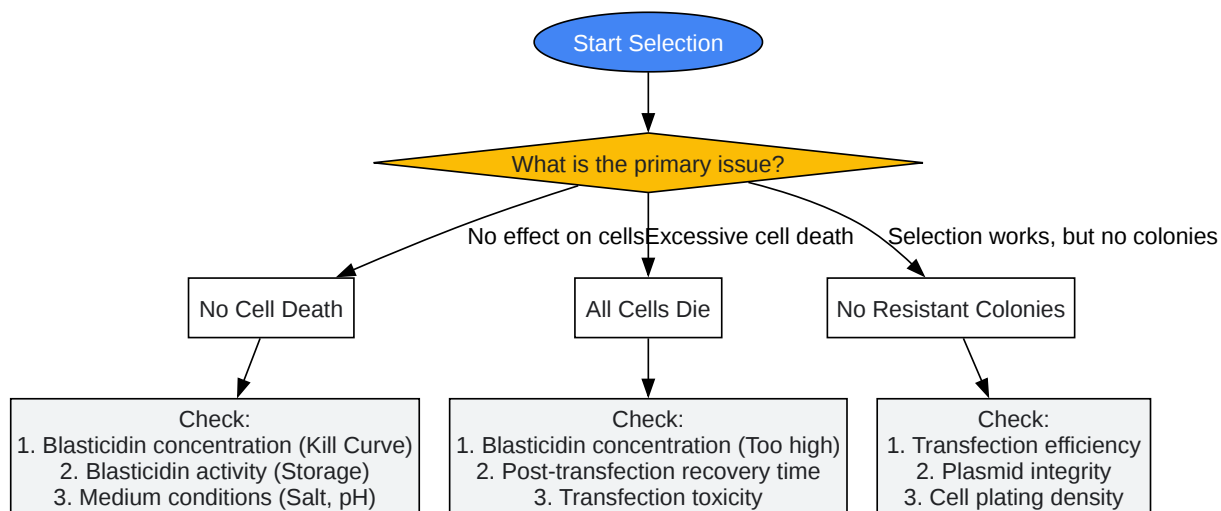 Start Selection
What is the primary issue?
No effect on cells
Excessive cell death
Selection works, but no colonies
No Cell Death
All Cells Die
No Resistant Colonies
Check:
1. Blasticidin concentration (Kill Curve)
2. Blasticidin activity (Storage)
3. Medium conditions (Salt, pH)
Check:
1. Blasticidin concentration (Too high)
2. Post-transfection recovery time
3. Transfection toxicity
Check:
1. Transfection efficiency
2. Plasmid integrity
3. Cell plating density